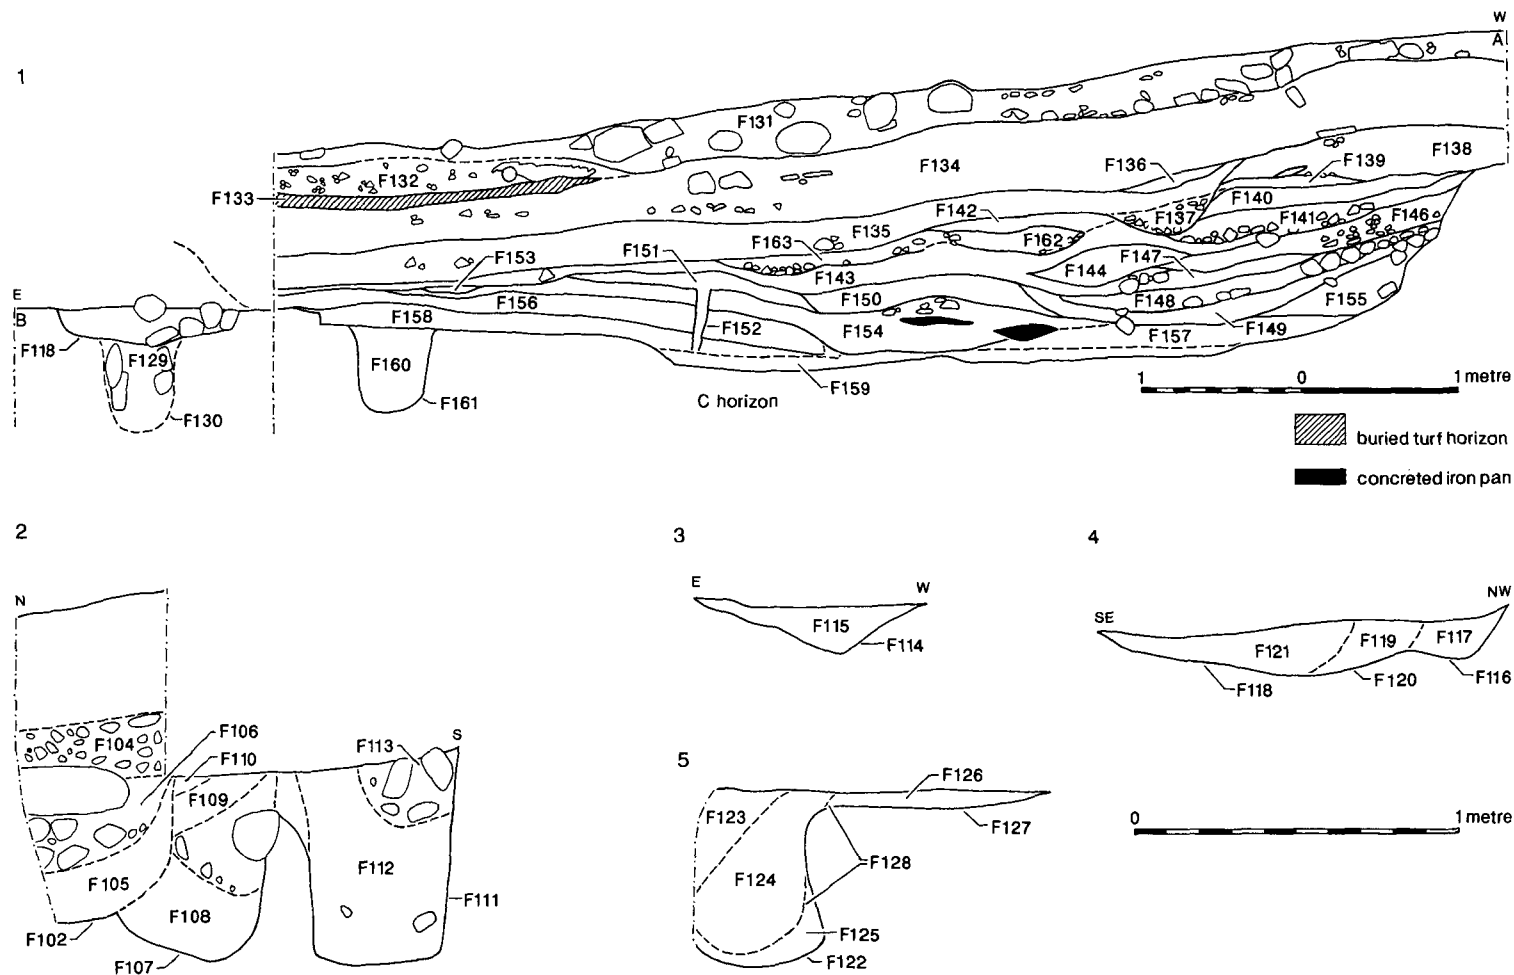 1
W
A
F131
F134
F136
F139
F138
F132
F133
F140
F137
F141
F146
F142
F135
F162
F163
F151
F153
F143
F144
F147
F156
F150
F148
F155
F158
F152
F154
F157
F149
E
B
F118
F129
F130
F160
F161
F159
C horizon
1 0 1 metre
buried turf horizon
concreted iron pan
2
N
S
F104
F106
F110
F109
F113
F105
F108
F112
F111
F102
F107
3
E
W
F115
F114
4
SE
NW
F121
F119
F117
F118
F120
F116
5
F126
F123
F127
F128
F124
F125
F122
0 1 metre